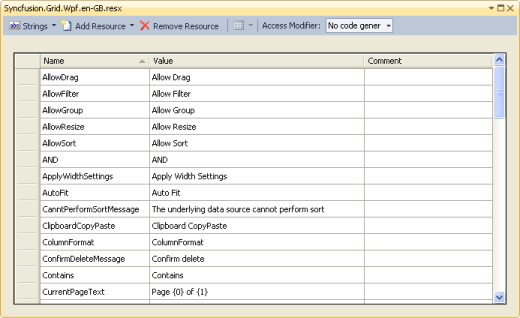 Syncfusion.Grid.Wpf.en-GB.resx
abc Strings Add Resource Remove Resource Access Modifier: No code gener
Name Value Comment
AllowDrag Allow Drag
AllowFilter Allow Filter
AllowGroup Allow Group
AllowResize Allow Resize
AllowSort Allow Sort
AND AND
ApplyWidthSettings Apply Width Settings
AutoFit Auto Fit
CanntPerformSortMessage The underlying data source cannot perform sort
ClipboardCopyPaste Clipboard CopyPaste
ColumnFormat ColumnFormat
ConfirmDeleteMessage Confirm delete
Contains Contains
CurrentPageText Page {0} of {1}